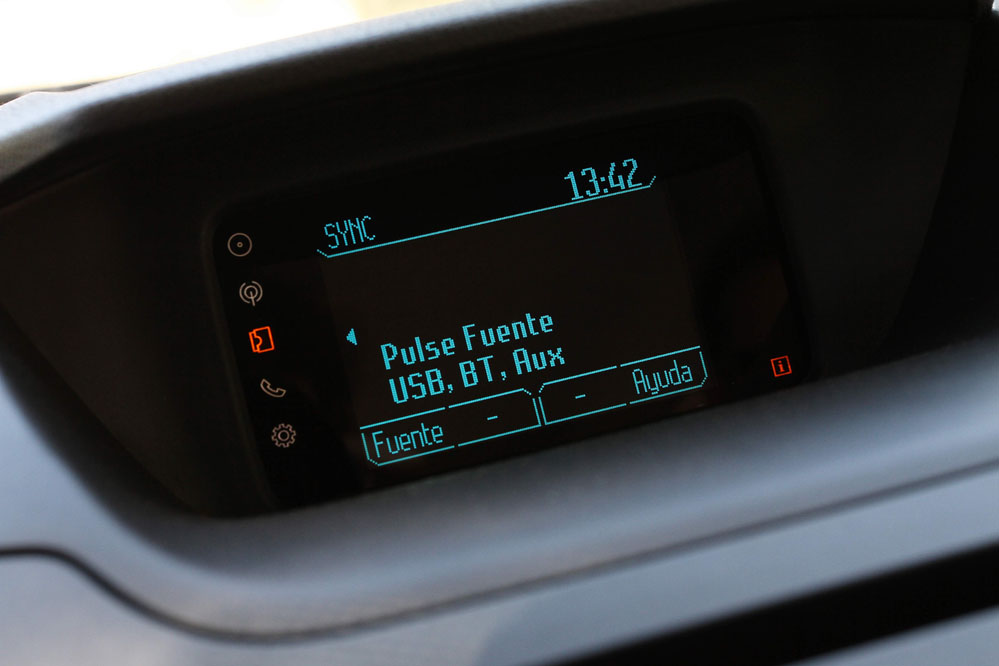 13:42
SYNC
Pulse Fuente
USB, BT, Aux
Fuente - - Ayuda
i